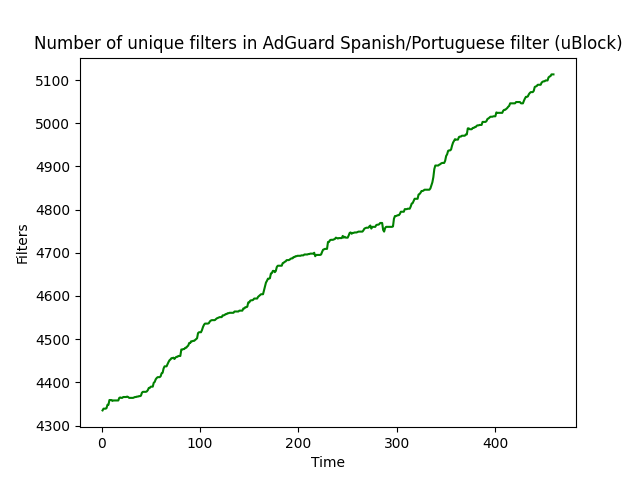 Number of unique filters in AdGuard Spanish/Portuguese filter (uBlock)
5100
5000
4900
4800
4700
4600
4500
4400
4300
Filters
0 100 200 300 400
Time